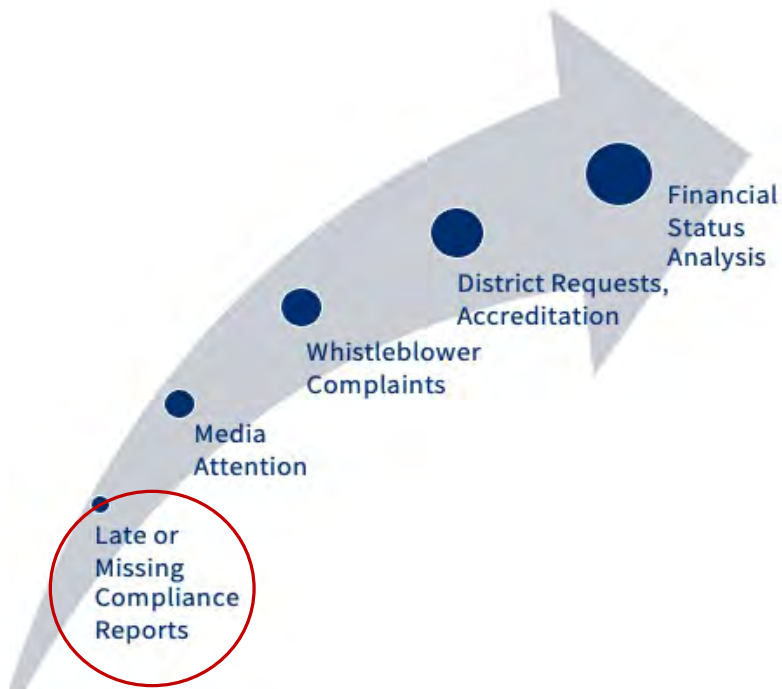 Financial
Status
Analysis
District Requests,
Accreditation
Whistleblower
Complaints
Media
Attention
Late or
Missing
Compliance
Reports